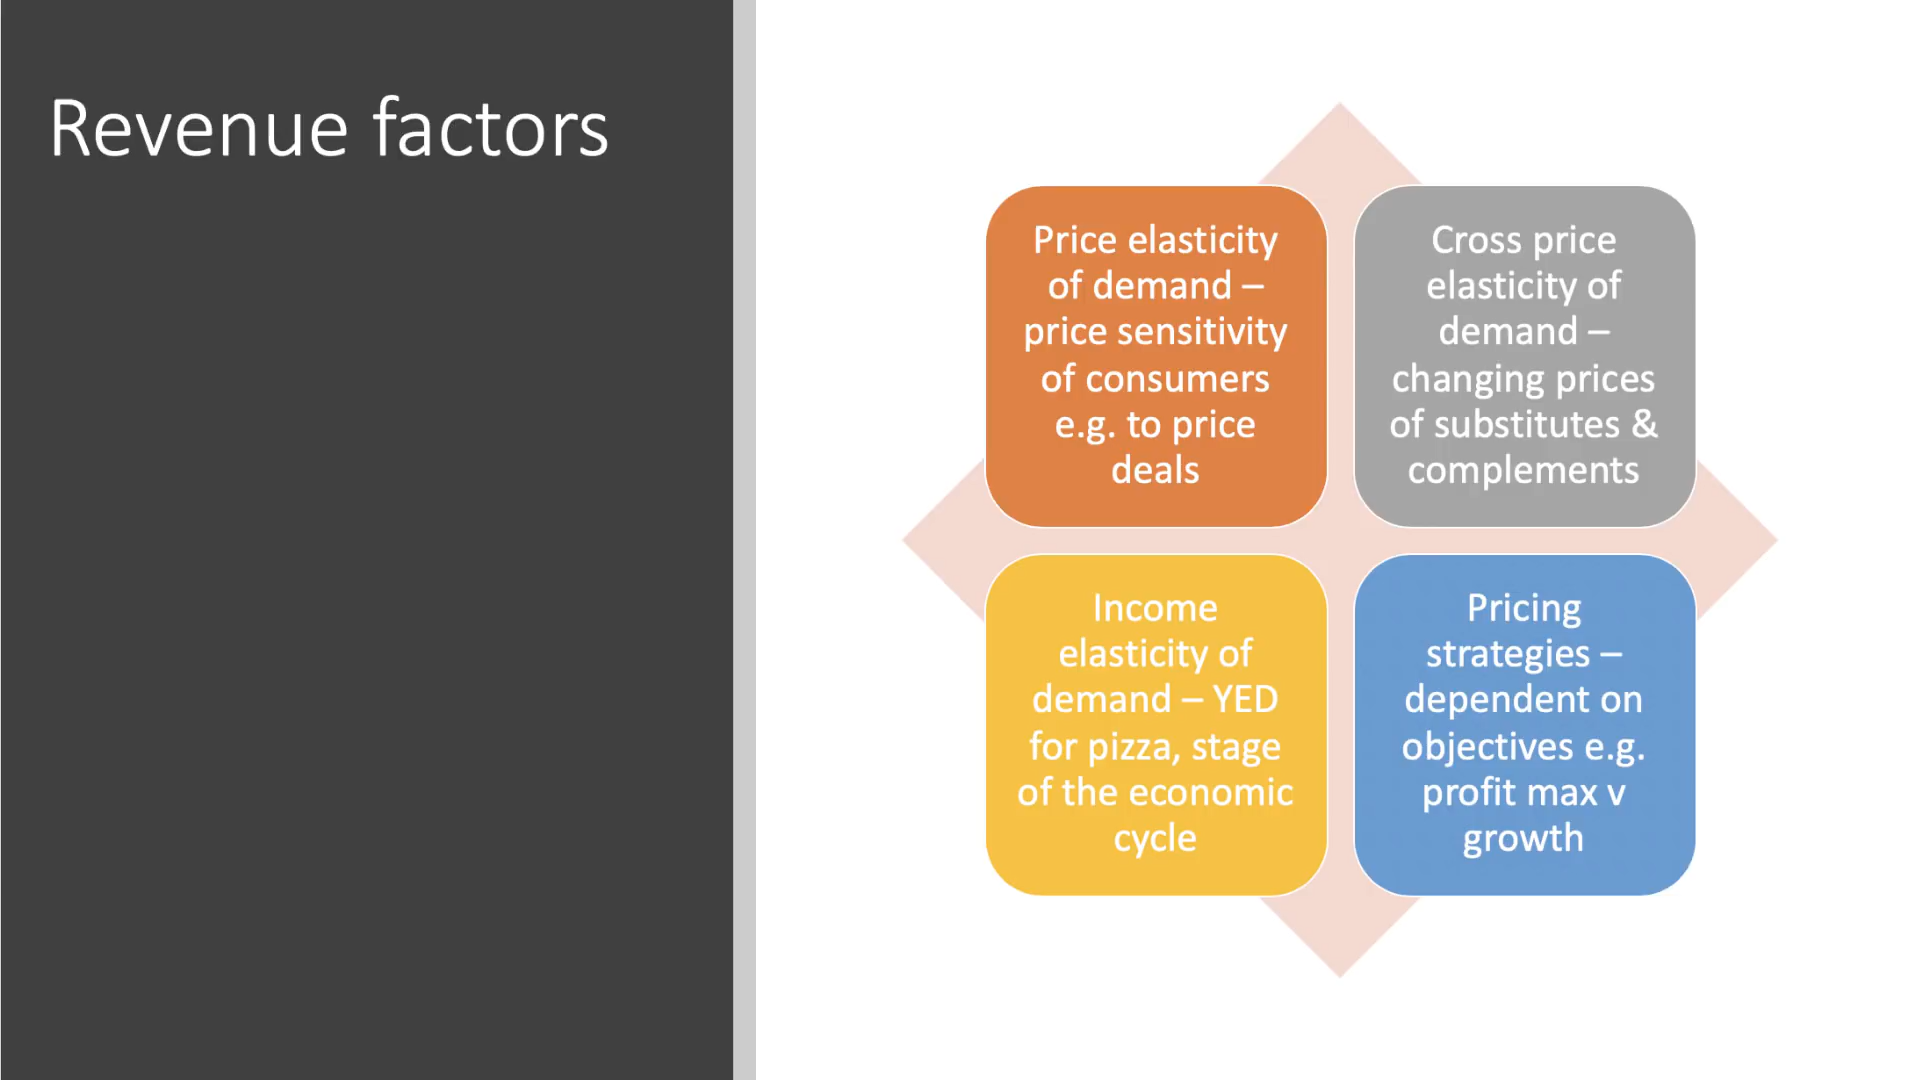 Revenue factors
Price elasticity
of demand –
price sensitivity
of consumers
e.g. to price
deals
Cross price
elasticity of
demand –
changing prices
of substitutes &
complements
Income
elasticity of
demand – YED
for pizza, stage
of the economic
cycle
Pricing
strategies –
dependent on
objectives e.g.
profit max v
growth